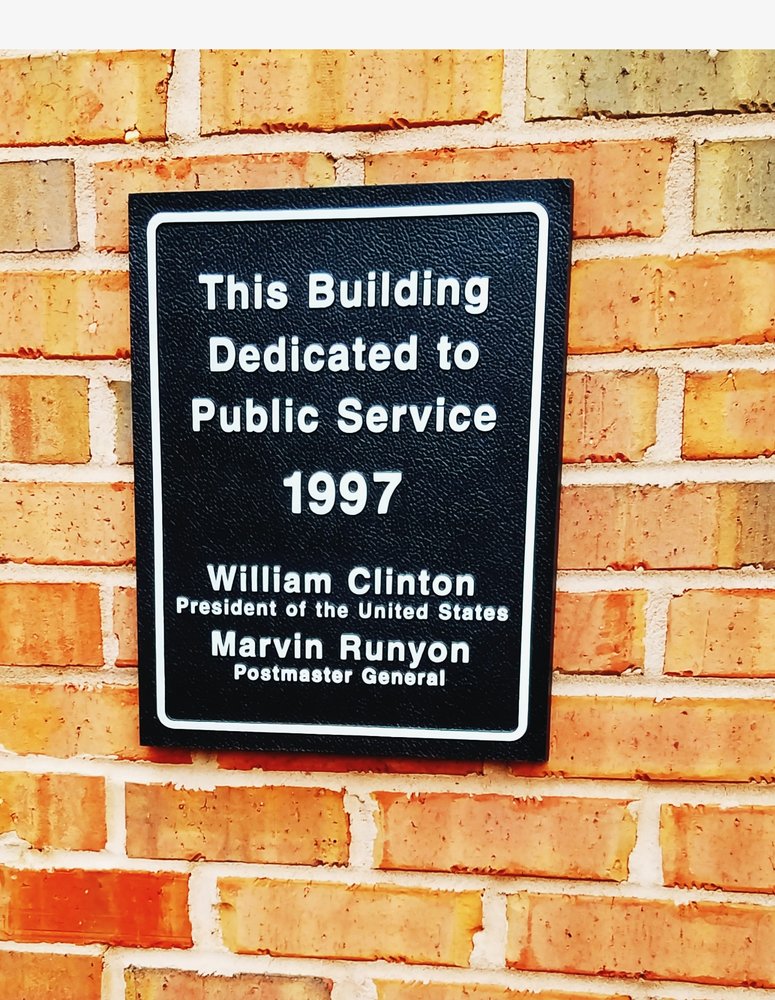 This Building
Dedicated to
Public Service
1997
William Clinton
President of the United States
Marvin Runyon
Postmaster General